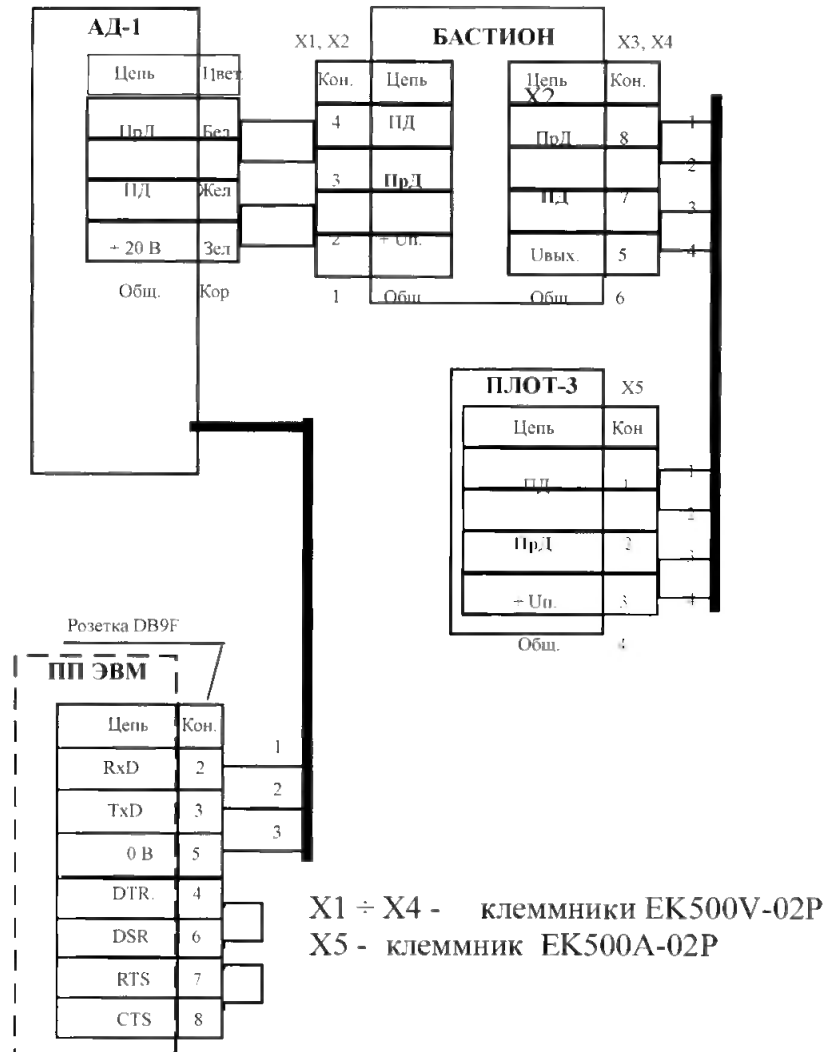 АД-1
Цепь Цвет
ПрД Бел
ПД Жел
+ 20 В Зел
Общ. Кор
X1, X2
БАСТИОН
X3, X4
Кон. Цепь
4 ПД
3 ПрД
2 + Uп.
1 Общ
Цепь Кон.
X2
ПрД 8
ПД 7
Uвых. 5
Общ 6
1
2
3
4
ПЛОТ-3 X5
Цепь Кон
ПД 1
ПрД 2
+ Uп. 3
Общ. 4
1
2
3
4
Розетка DB9F
ПП ЭВМ
Цепь Кон.
RxD 2
TxD 3
0 В 5
DTR. 4
DSR 6
RTS 7
CTS 8
1
2
3
X1 ÷ X4 - клеммники EK500V-02P
X5 - клеммник EK500A-02P